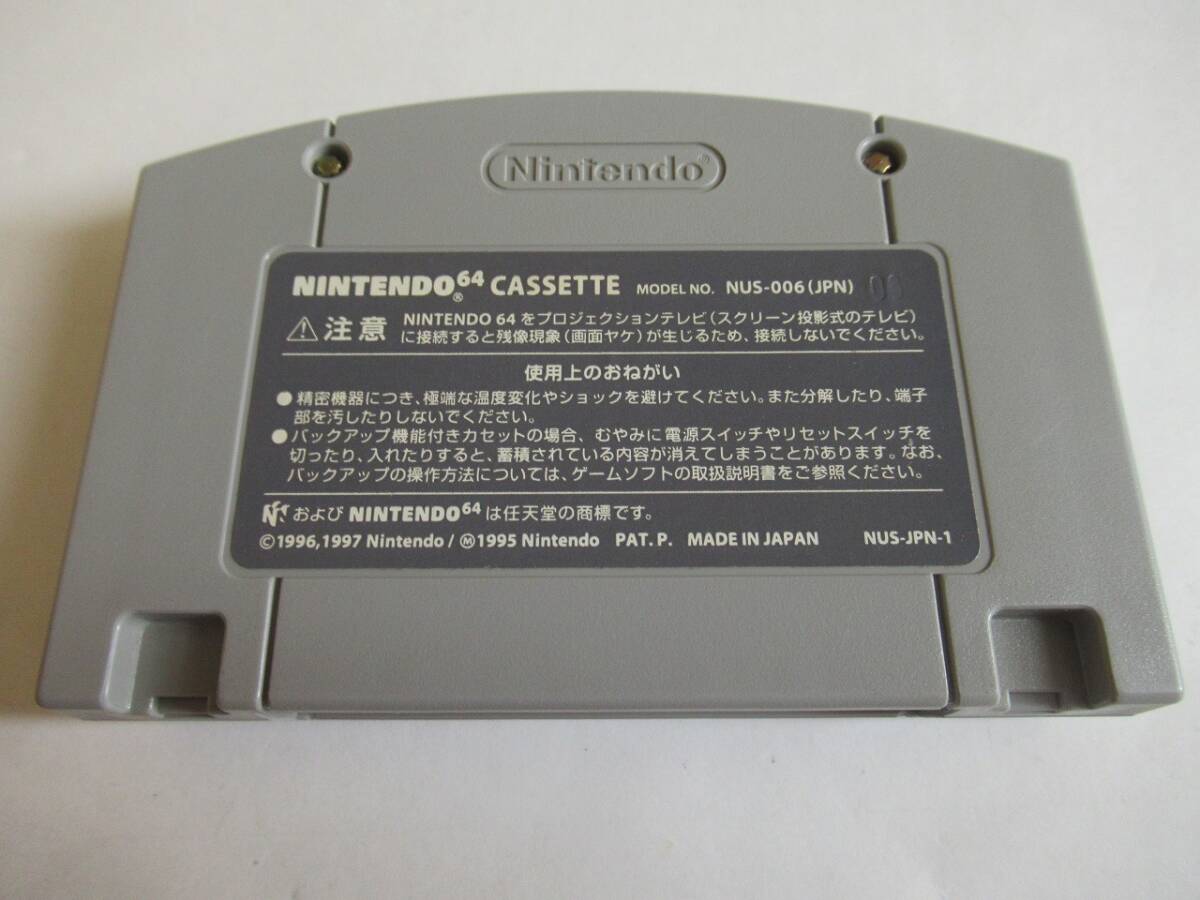 Nintendo®
NINTENDO®64 CASSETTE MODEL NO. NUS-006 (JPN)
⚠注意 NINTENDO 64 をプロジェクションテレビ(スクリーン投影式のテレビ)
に接続すると残像現象(画面ヤケ)が生じるため、接続しないでください。
使用上のおねがい
●精密機器につき、極端な温度変化やショックを避けてください。また分解したり、端子
部を汚したりしないでください。
●バックアップ機能付きカセットの場合、むやみに電源スイッチやリセットスイッチを
切ったり、入れたりすると、蓄積されている内容が消えてしまうことがあります。なお、
バックアップの操作方法については、ゲームソフトの取扱説明書をご参照ください。
および NINTENDO64 は任天堂の商標です。
©1996,1997 Nintendo / Ⓜ1995 Nintendo PAT. P. MADE IN JAPAN NUS-JPN-1